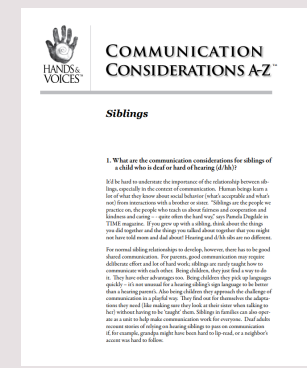 HANDS &
VOICES™
COMMUNICATION
CONSIDERATIONS A-Z™
Siblings
1. What are the communication considerations for siblings of
a child who is deaf or hard of hearing (d/hh)?
It'd be hard to understate the importance of the relationship between sib-
lings, especially in the context of communication. Human beings learn a
lot of what they know about social behavior (what's acceptable and what's
not) from interactions with a brother or sister. "Siblings are the people we
practice on, the people who teach us about fairness and cooperation and
kindness and caring – - quite often the hard way," says Pamela Dugdale in
TIME magazine. If you grew up with a sibling, think about the things
you did together and the things you talked about together that you might
not have told mom and dad about! Hearing and d/hh sibs are no different.
For normal sibling relationships to develop, however, there has to be good
shared communication. For parents, good communication may require
deliberate effort and lot of hard work; siblings are rarely taught how to
communicate with each other. Being children, they just find a way to do
it. They have other advantages too. Being children they pick up languages
quickly – it's not unusual for a hearing sibling's sign language to be better
than a hearing parent's. Also being children they approach the challenge of
communication in a playful way. They find out for themselves the adapta-
tions they need (like making sure they look at their sister when talking to
her) without having to be 'taught' them. Siblings in families can also oper-
ate as a unit to help make communication work for everyone. Deaf adults
recount stories of relying on hearing siblings to pass on communication
if, for example, grandpa might have been hard to lip-read, or a neighbor's
accent was hard to follow.